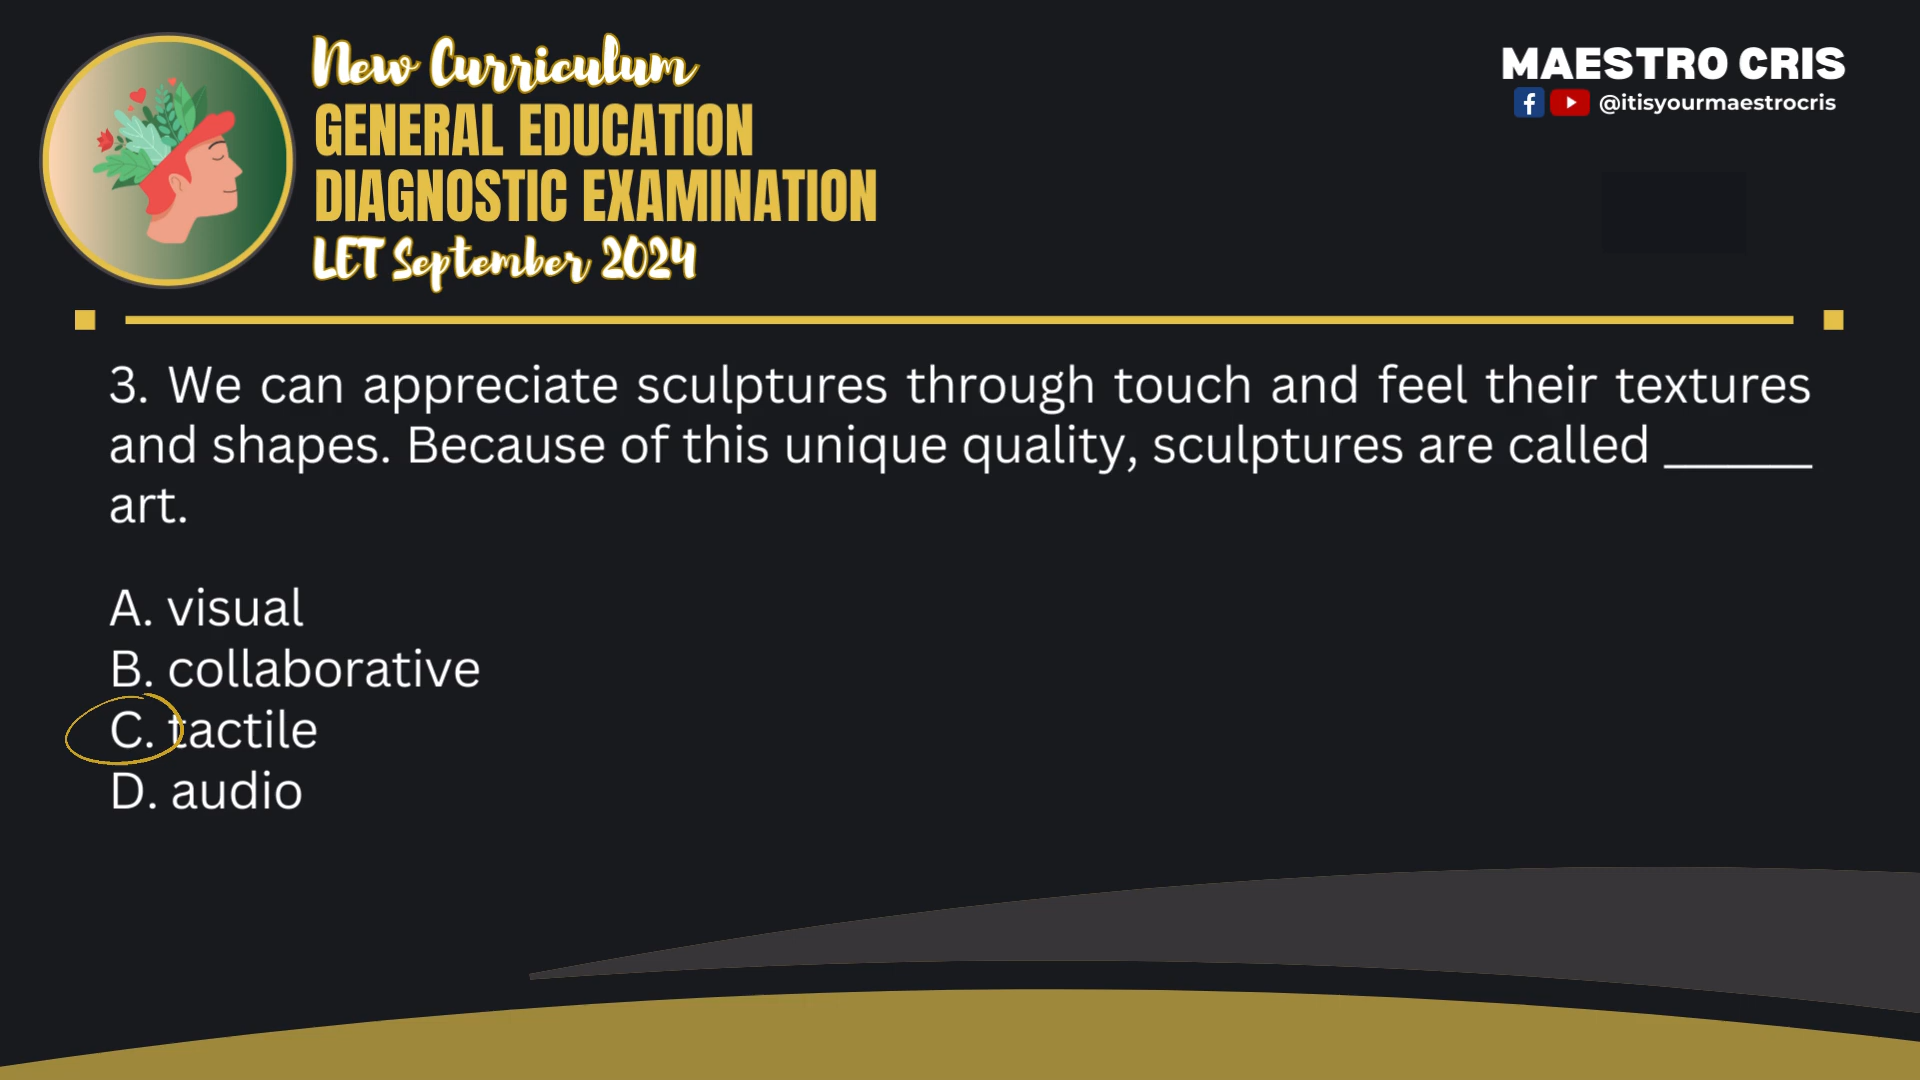 New Curriculum
GENERAL EDUCATION
DIAGNOSTIC EXAMINATION
LET September 2024
MAESTRO CRIS
@itisyourmaestrocris
3. We can appreciate sculptures through touch and feel their textures
and shapes. Because of this unique quality, sculptures are called ______
art.
A. visual
B. collaborative
C. tactile
D. audio